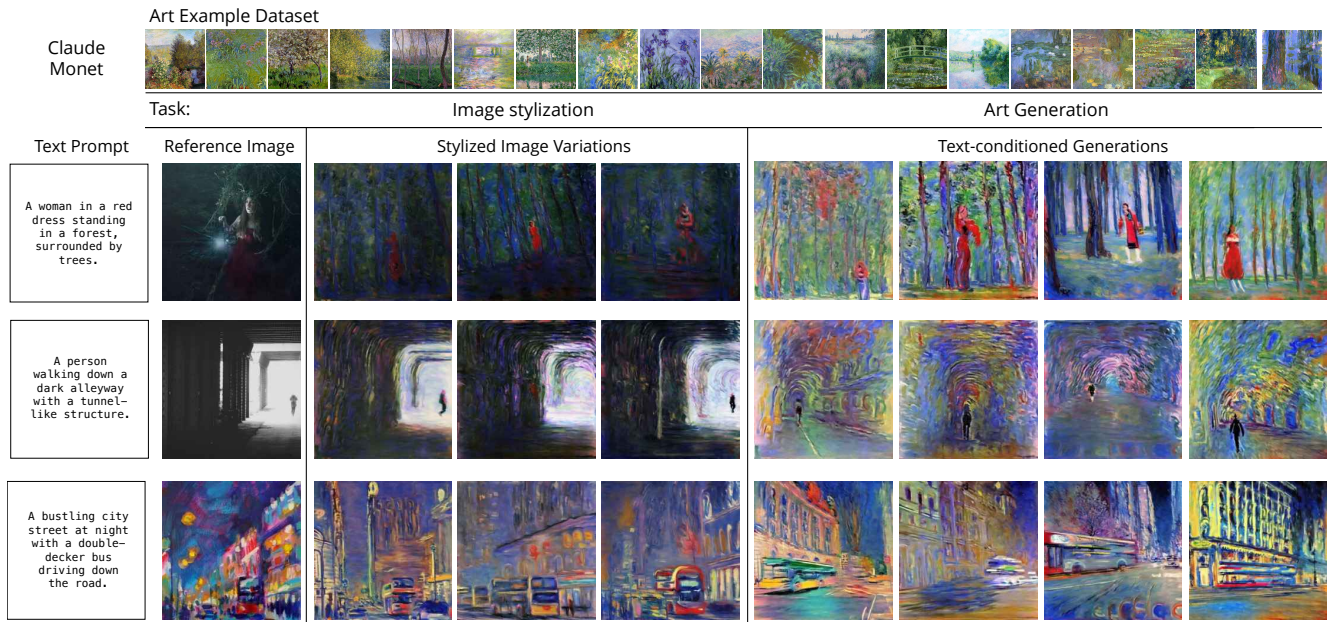 Art Example Dataset
Claude
Monet
Task:
Image stylization
Art Generation
Text Prompt
Reference Image
Stylized Image Variations
Text-conditioned Generations
A woman in a red
dress standing
in a forest,
surrounded by
trees.
A person
walking down a
dark alleyway
with a tunnel-
like structure.
A bustling city
street at night
with a double-
decker bus
driving down
the road.